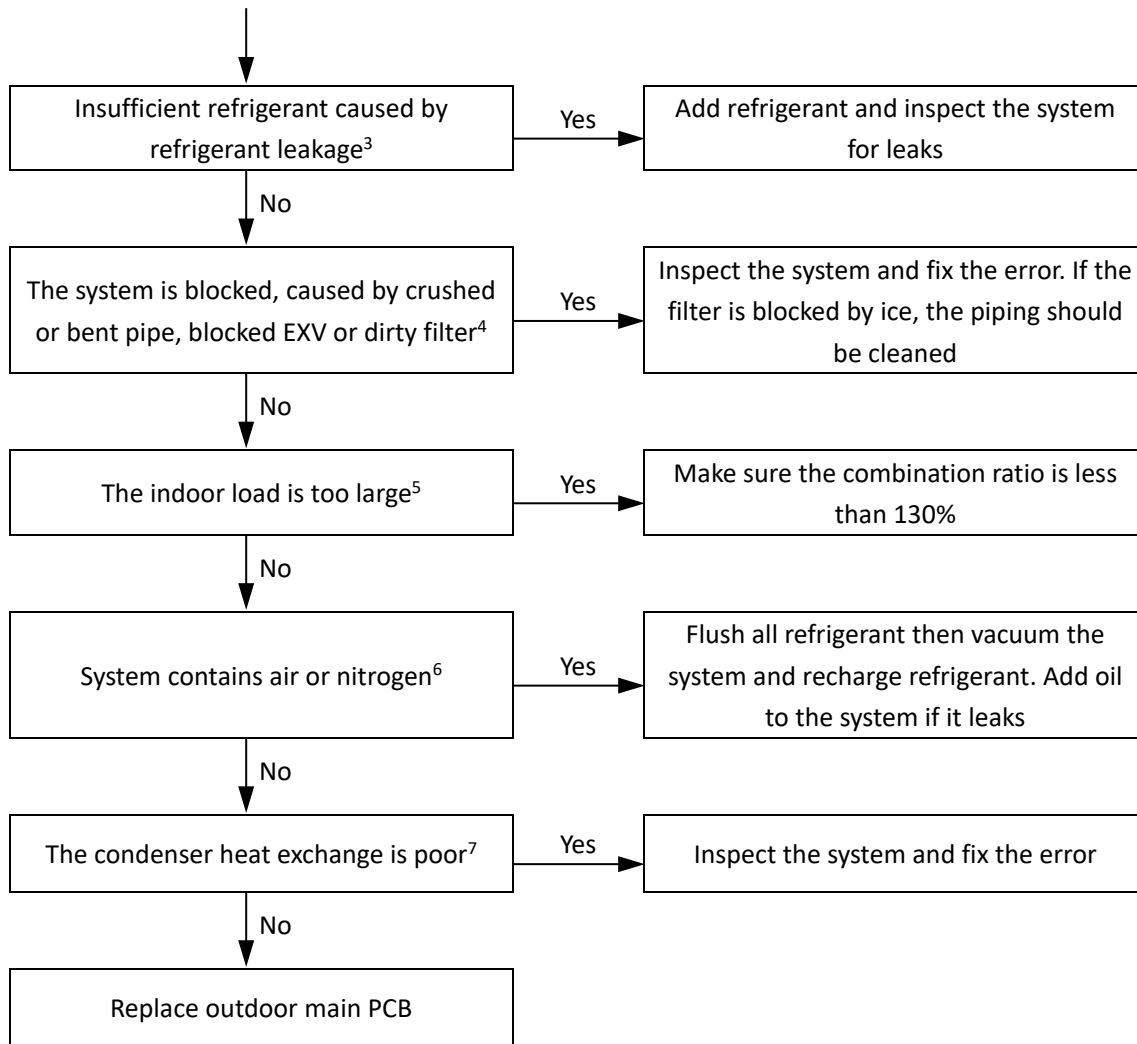 Insufficient refrigerant caused by
refrigerant leakage³
Yes
Add refrigerant and inspect the system
for leaks
No
The system is blocked, caused by crushed
or bent pipe, blocked EXV or dirty filter⁴
Yes
Inspect the system and fix the error. If the
filter is blocked by ice, the piping should
be cleaned
No
The indoor load is too large⁵
Yes
Make sure the combination ratio is less
than 130%
No
System contains air or nitrogen⁶
Yes
Flush all refrigerant then vacuum the
system and recharge refrigerant. Add oil
to the system if it leaks
No
The condenser heat exchange is poor⁷
Yes
Inspect the system and fix the error
No
Replace outdoor main PCB